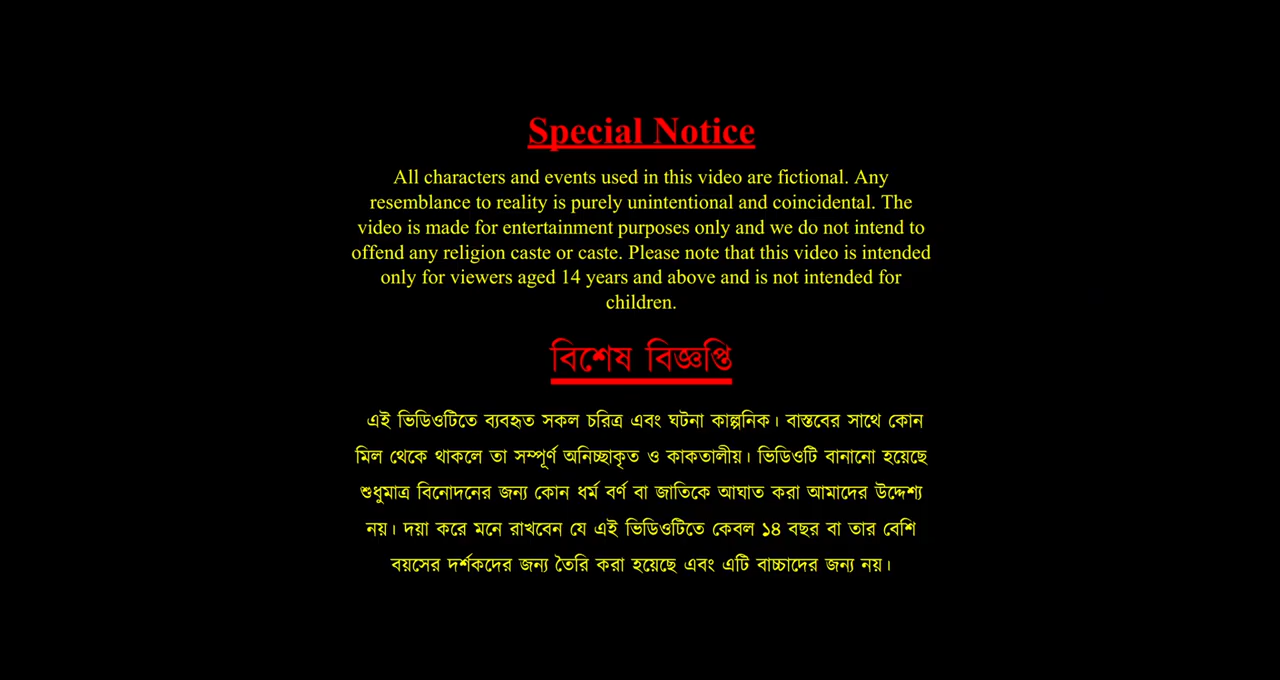 Special Notice
All characters and events used in this video are fictional. Any
resemblance to reality is purely unintentional and coincidental. The
video is made for entertainment purposes only and we do not intend to
offend any religion caste or caste. Please note that this video is intended
only for viewers aged 14 years and above and is not intended for
children.
বিশেষ বিজ্ঞপ্তি
এই ভিডিওটিতে ব্যবহৃত সকল চরিত্র এবং ঘটনা কাল্পনিক। বাস্তবের সাথে কোন
মিল থেকে থাকলে তা সম্পূর্ণ অনিচ্ছাকৃত ও কাকতালীয়। ভিডিওটি বানানো হয়েছে
শুধুমাত্র বিনোদনের জন্য কোন ধর্ম বর্ণ বা জাতিকে আঘাত করা আমাদের উদ্দেশ্য
নয়। দয়া করে মনে রাখবেন যে এই ভিডিওটিতে কেবল ১৪ বছর বা তার বেশি
বয়সের দর্শকদের জন্য তৈরি করা হয়েছে এবং এটি বাচ্চাদের জন্য নয়।